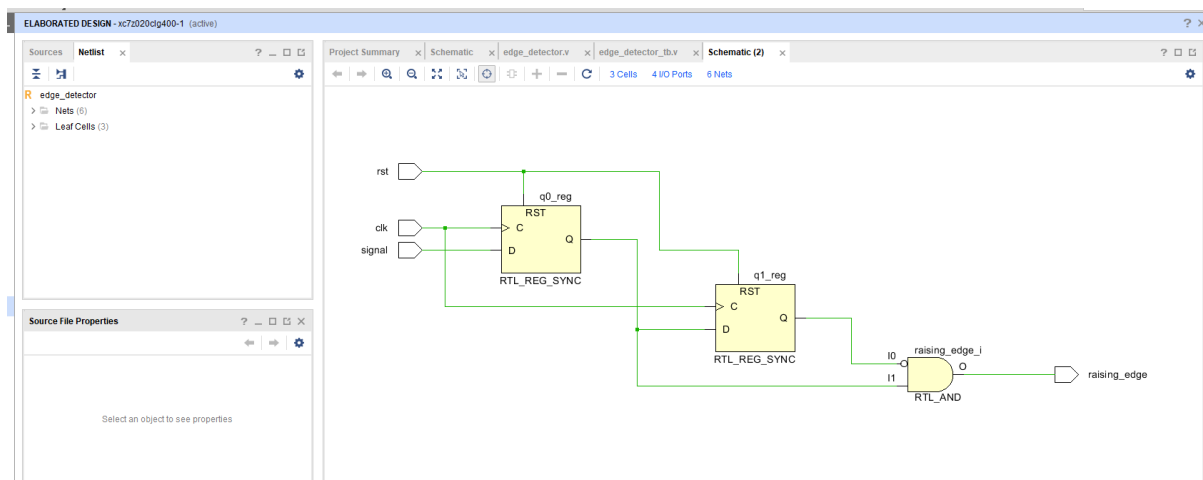 ELABORATED DESIGN - xc7z020clg400-1 (active)
Sources Netlist
edge_detector
Nets (6)
Leaf Cells (3)
Source File Properties
Select an object to see properties
Project Summary Schematic edge_detector.v edge_detector_tb.v Schematic (2)
3 Cells 4 I/O Ports 6 Nets
rst
q0_reg
RST
clk
C
Q
signal
D
RTL_REG_SYNC
q1_reg
RST
C
Q
D
RTL_REG_SYNC
raising_edge_i
I0
O
I1
RTL_AND
raising_edge